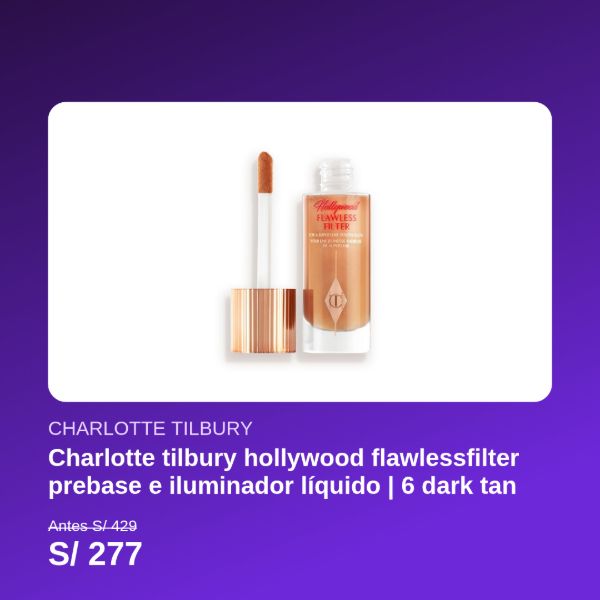 Hollywood
FLAWLESS
FILTER
CHARLOTTE TILBURY
Charlotte tilbury hollywood flawlessfilter
prebase e iluminador líquido | 6 dark tan
Antes S/ 429
S/ 277